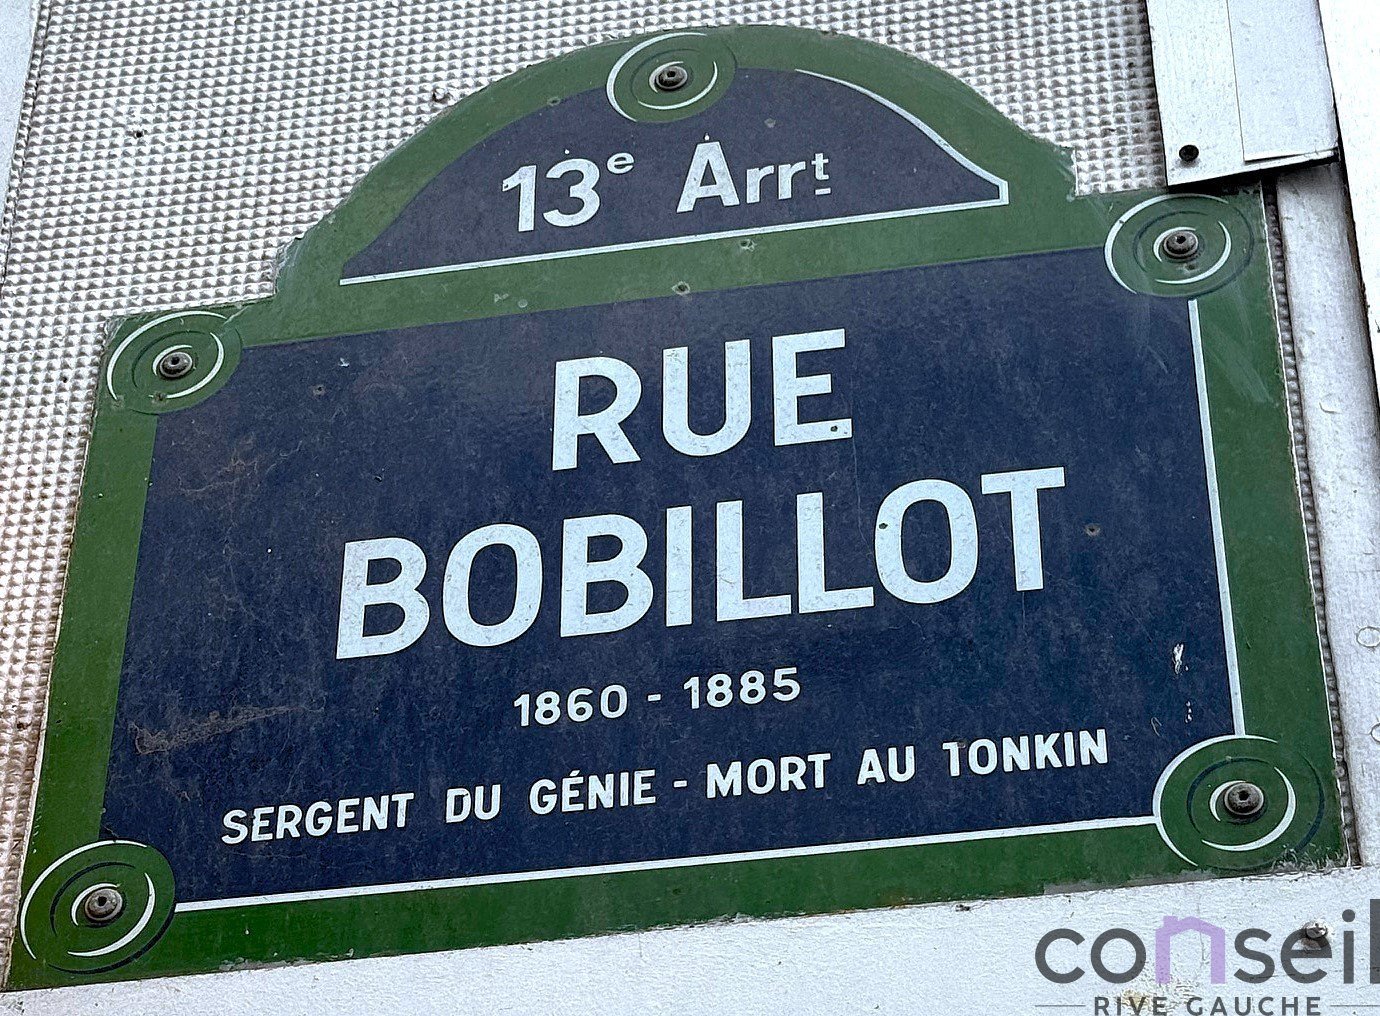 13e Arrt
RUE
BOBILLOT
1860 - 1885
SERGENT DU GÉNIE - MORT AU TONKIN
conseil
RIVE GAUCHE